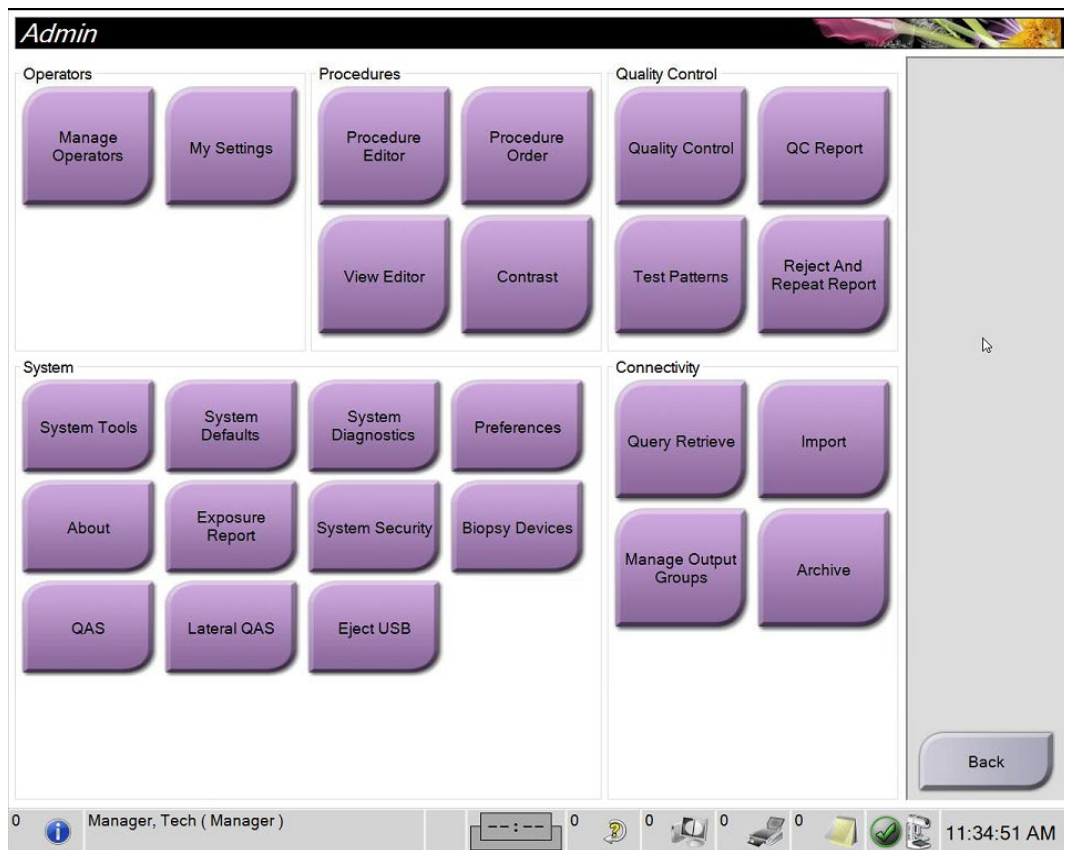 Admin
Operators
Manage
Operators
My Settings
Procedures
Procedure
Editor
Procedure
Order
View Editor
Contrast
Quality Control
Quality Control
QC Report
Test Patterns
Reject And
Repeat Report
System
System Tools
System
Defaults
System
Diagnostics
Preferences
About
Exposure
Report
System Security
Biopsy Devices
QAS
Lateral QAS
Eject USB
Connectivity
Query Retrieve
Import
Manage Output
Groups
Archive
Back
0
Manager, Tech ( Manager )
--:--
0
0
0
0
11:34:51 AM